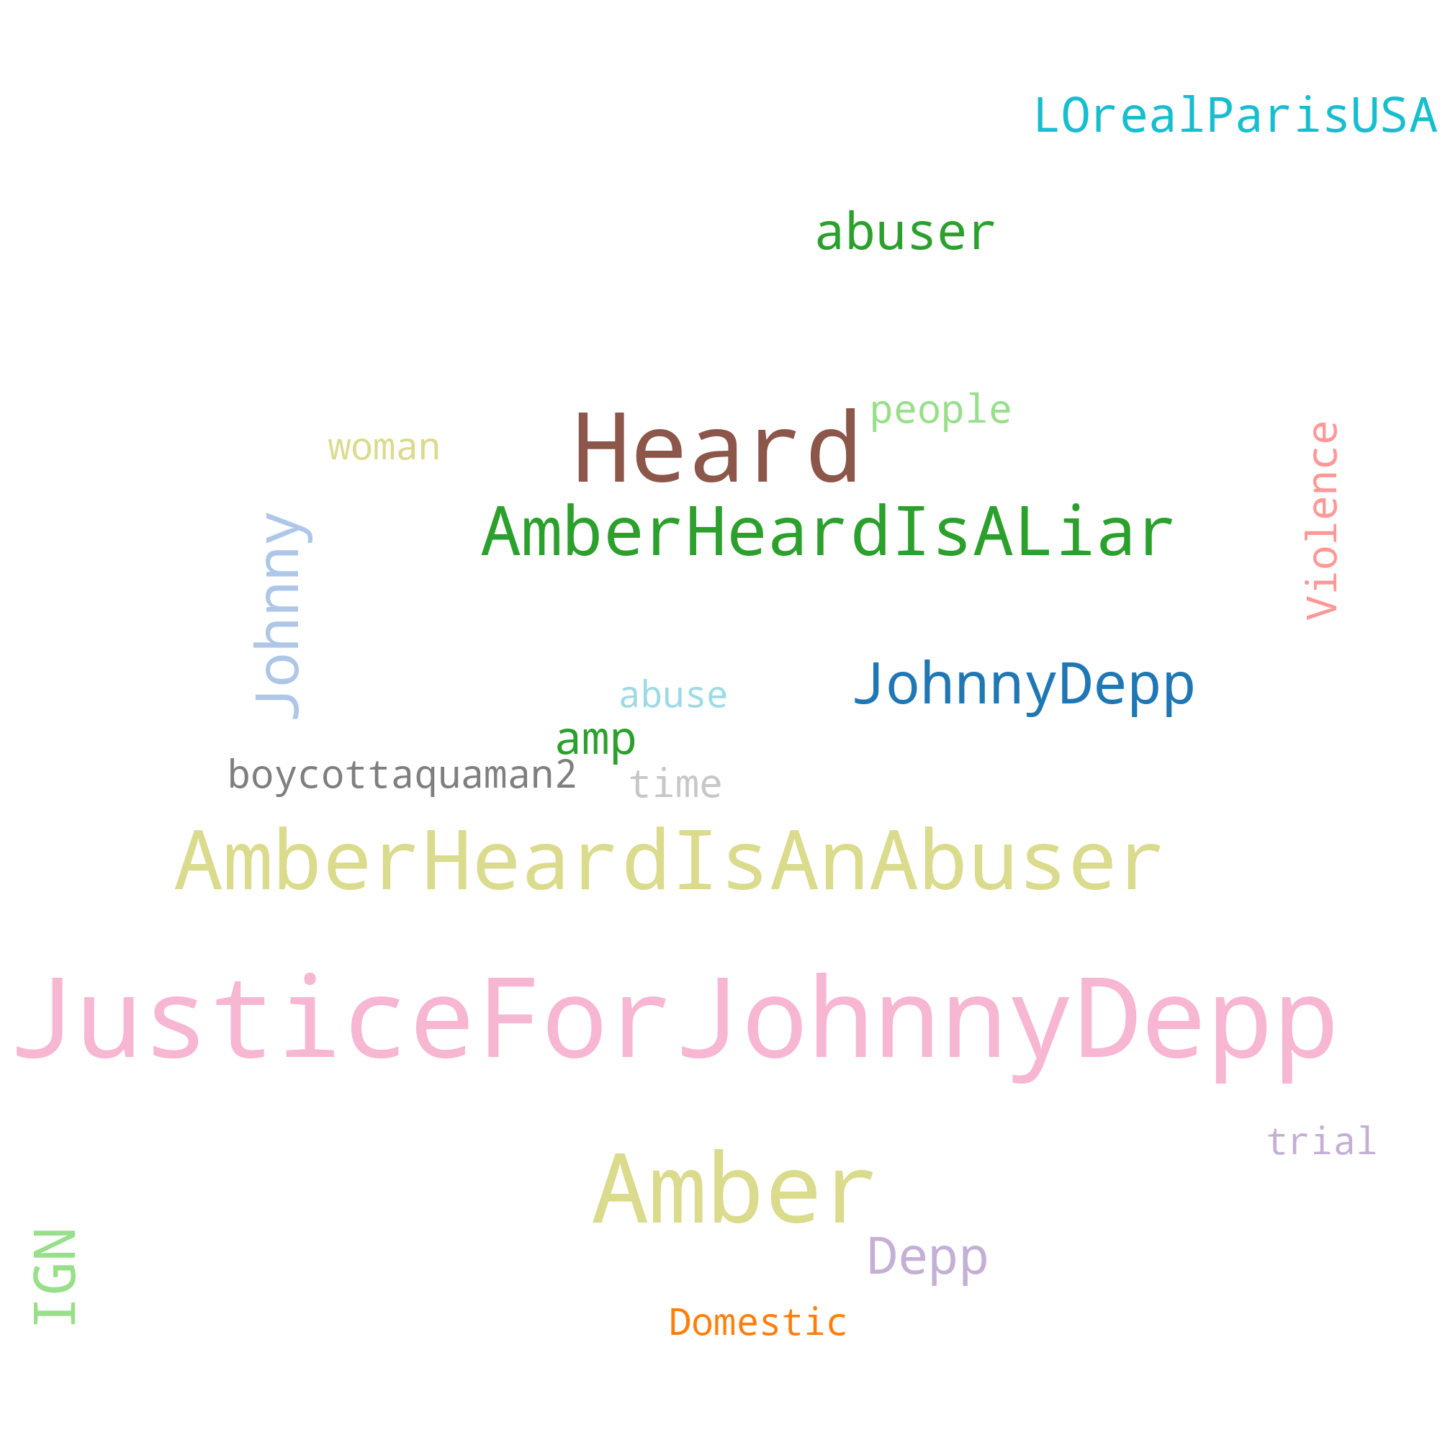 LOrealParisUSA
abuser
people
Heard
woman
Violence
AmberHeardIsALiar
Johnny
JohnnyDepp
abuse
amp
boycottaquaman2
time
AmberHeardIsAnAbuser
JusticeForJohnnyDepp
trial
Amber
Depp
IGN
Domestic